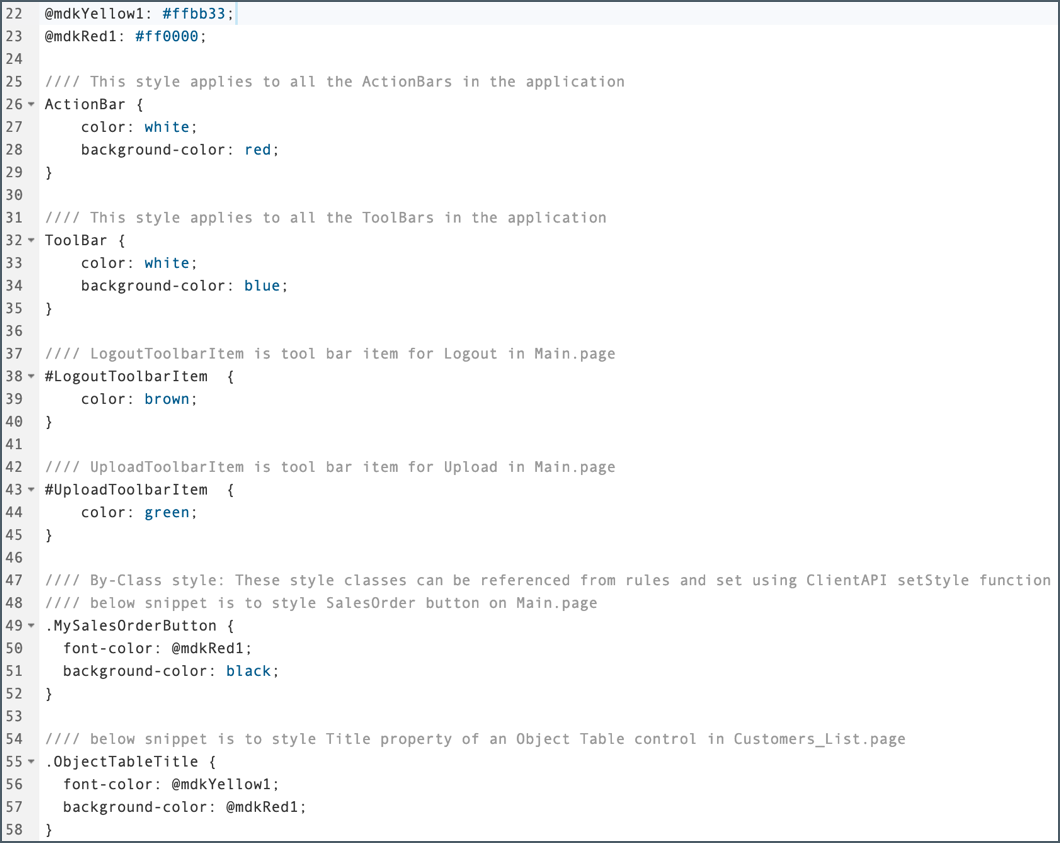 22 @mdkYellow1: #ffbb33;
23 @mdkRed1: #ff0000;
24
25 //// This style applies to all the ActionBars in the application
26 ActionBar {
27     color: white;
28     background-color: red;
29 }
30
31 //// This style applies to all the ToolBars in the application
32 ToolBar {
33     color: white;
34     background-color: blue;
35 }
36
37 //// LogoutToolbarItem is tool bar item for Logout in Main.page
38 #LogoutToolbarItem  {
39     color: brown;
40 }
41
42 //// UploadToolbarItem is tool bar item for Upload in Main.page
43 #UploadToolbarItem  {
44     color: green;
45 }
46
47 //// By-Class style: These style classes can be referenced from rules and set using ClientAPI setStyle function
48 //// below snippet is to style SalesOrder button on Main.page
49 .MySalesOrderButton {
50   font-color: @mdkRed1;
51   background-color: black;
52 }
53
54 //// below snippet is to style Title property of an Object Table control in Customers_List.page
55 .ObjectTableTitle {
56   font-color: @mdkYellow1;
57   background-color: @mdkRed1;
58 }